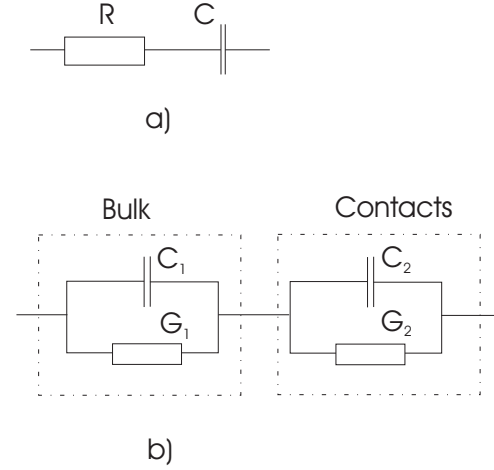 R C
a)
Bulk Contacts
C₁ C₂
G₁ G₂
b)